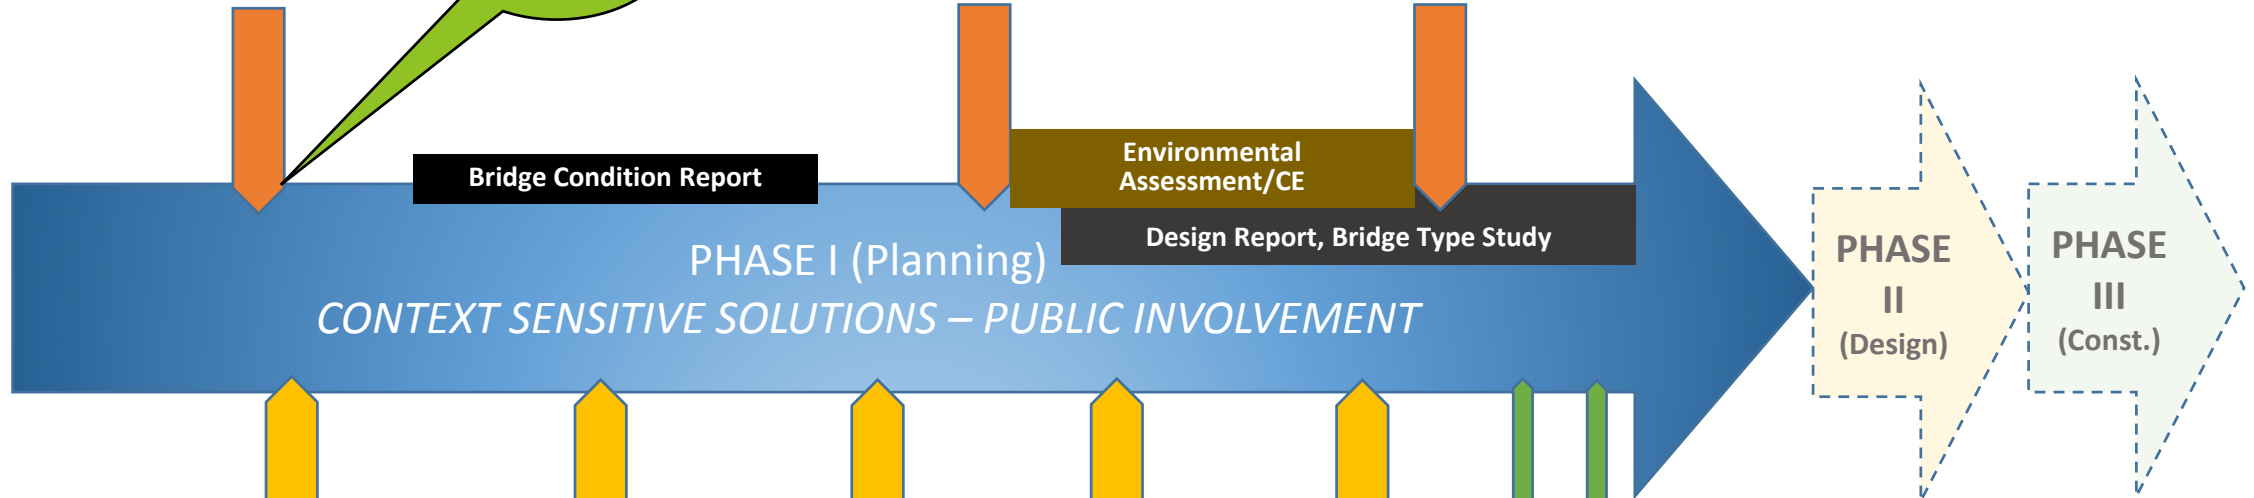 Bridge Condition Report
Environmental
Assessment/CE
Design Report, Bridge Type Study
PHASE I (Planning)
CONTEXT SENSITIVE SOLUTIONS – PUBLIC INVOLVEMENT
PHASE
II
(Design)
PHASE
III
(Const.)